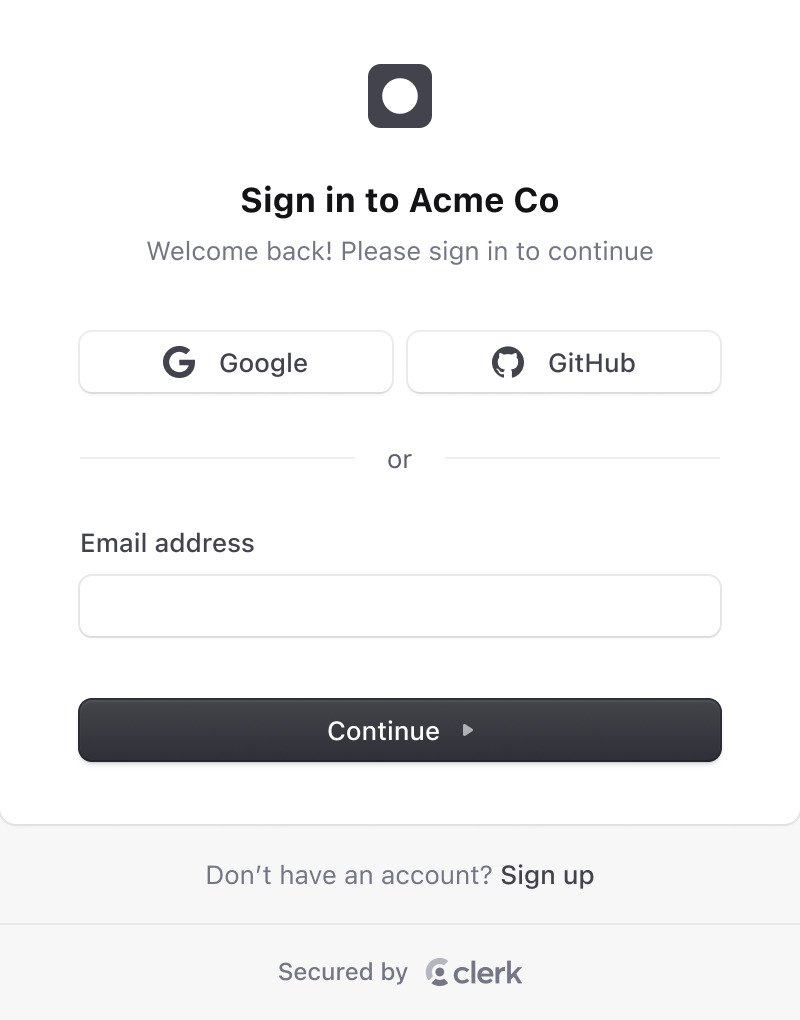 Sign in to Acme Co
Welcome back! Please sign in to continue
Google GitHub
or
Email address
Continue
Don’t have an account? Sign up
Secured by clerk